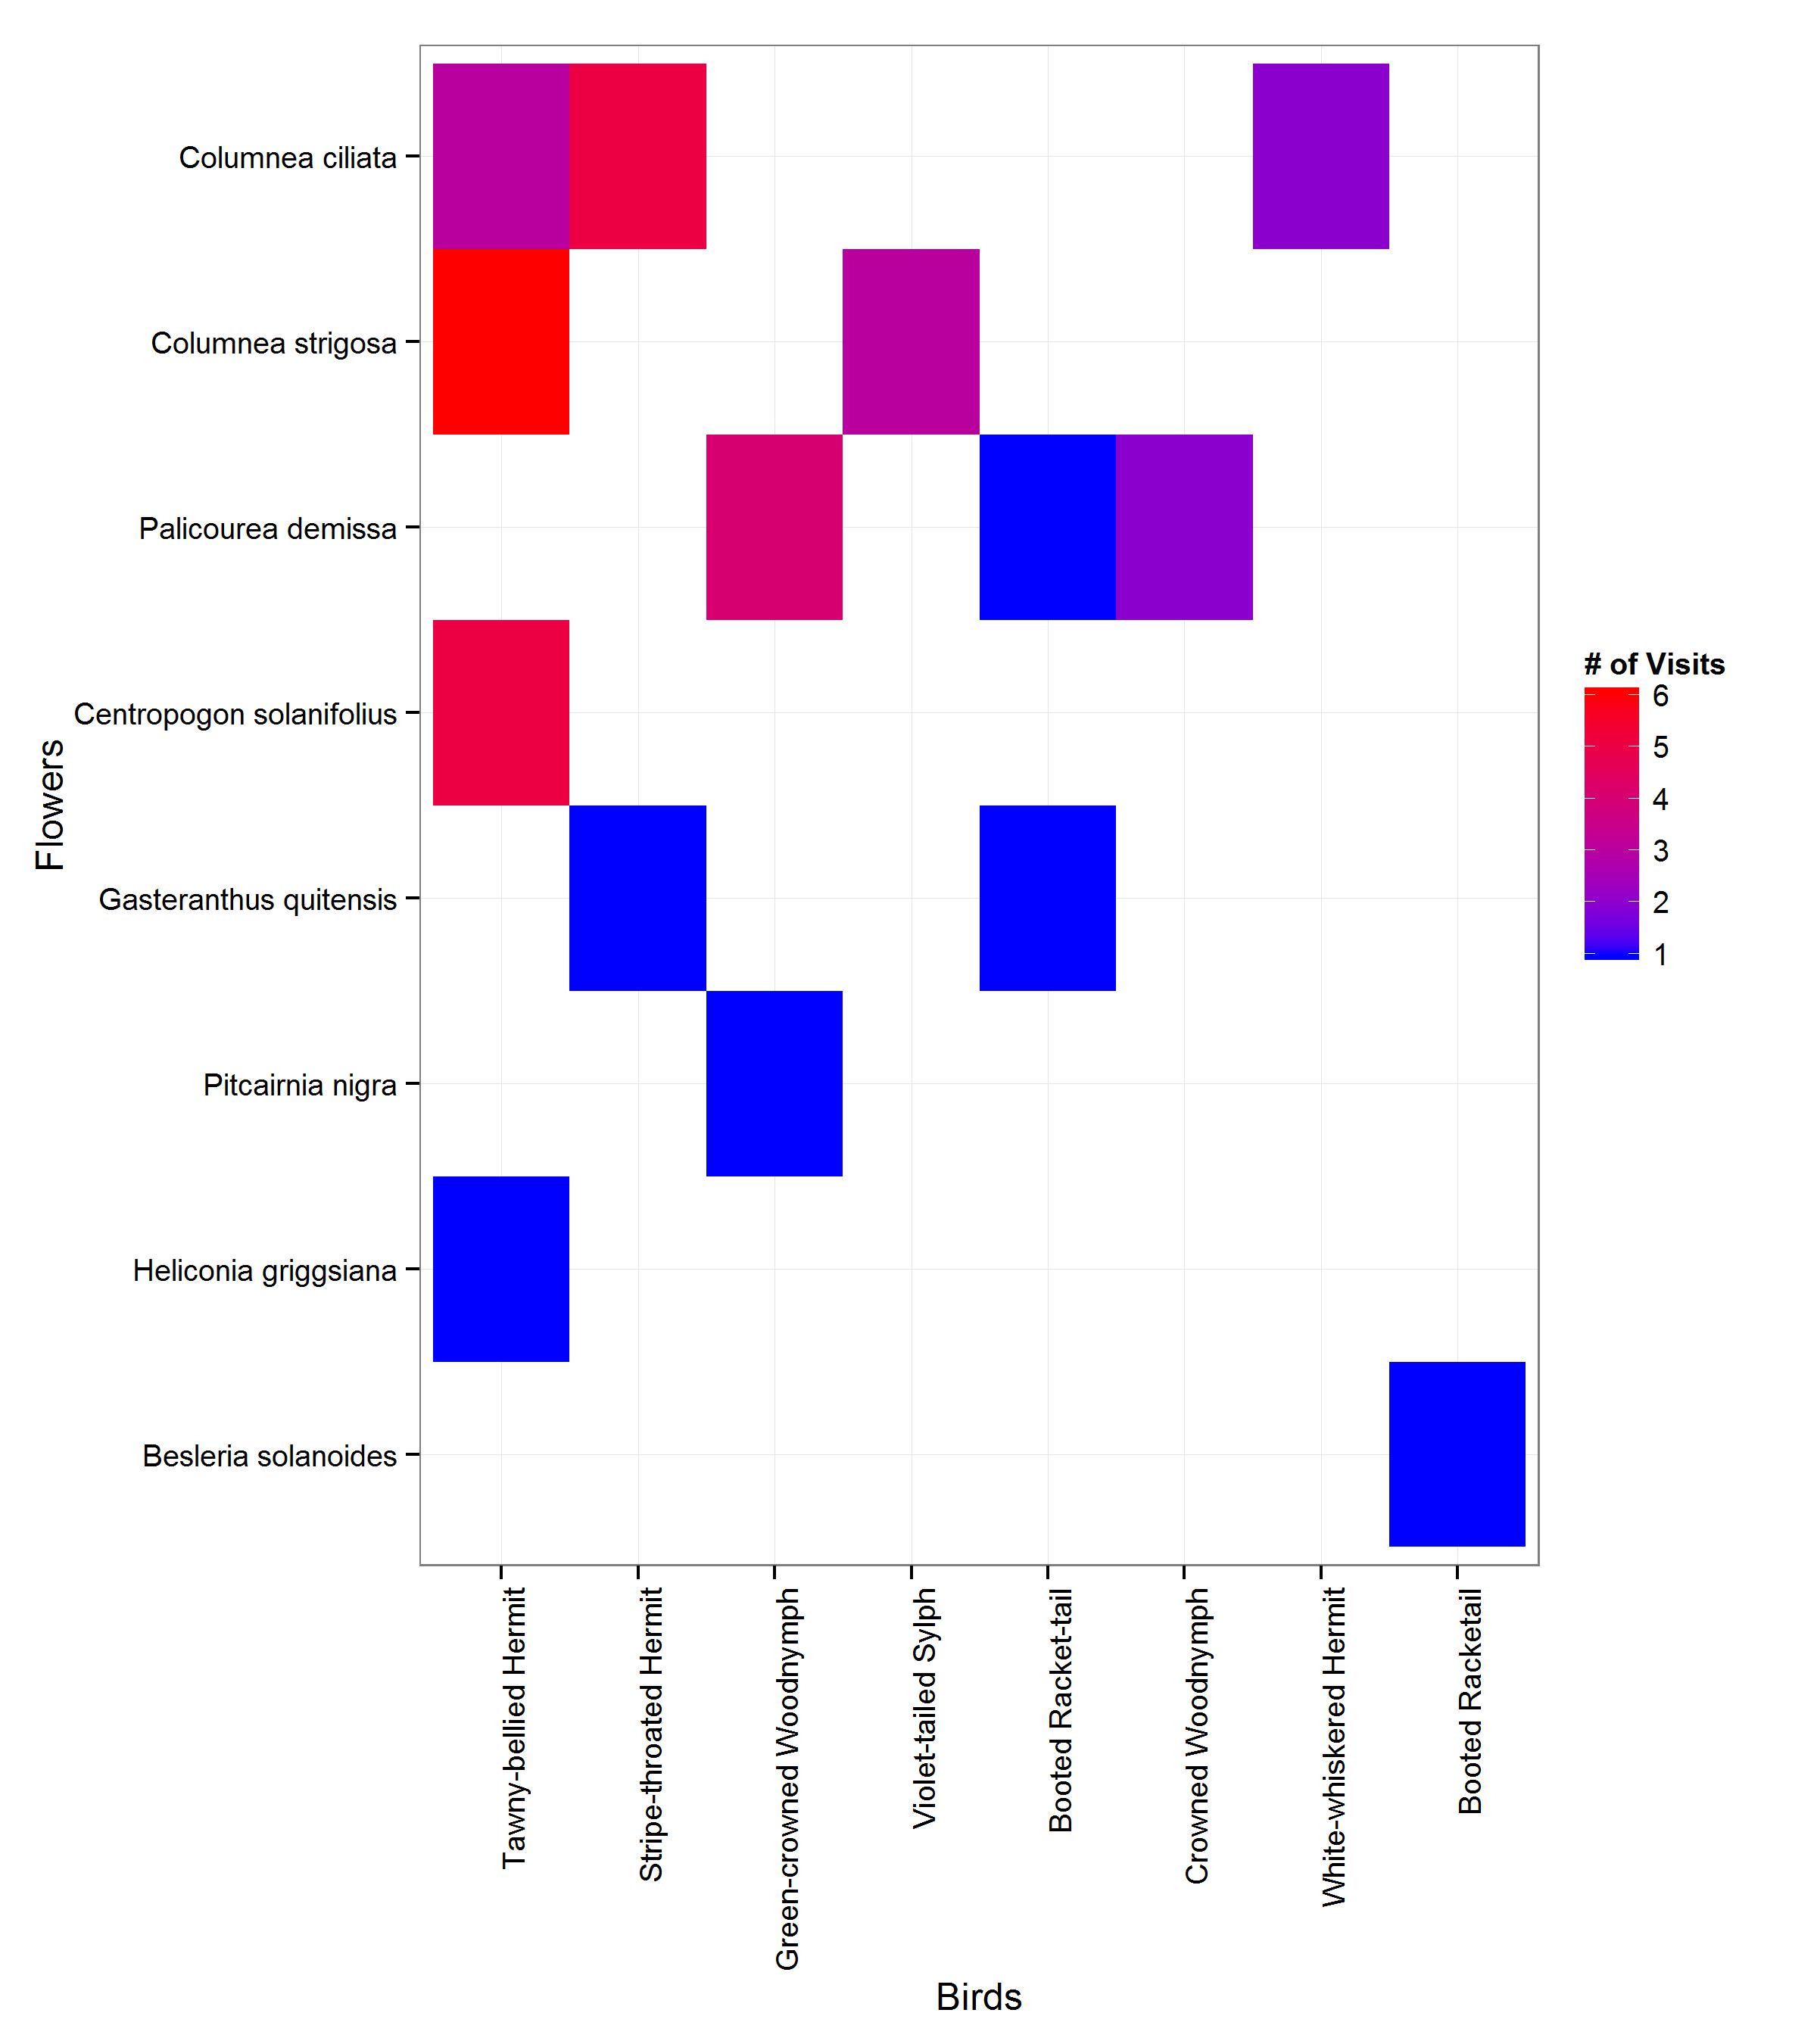 Columnea ciliata
Columnea strigosa
Palicourea demissa
Centropogon solanifolius
Gasteranthus quitensis
Pitcairnia nigra
Heliconia griggsiana
Besleria solanoides
Flowers
# of Visits
6
5
4
3
2
1
Tawny-bellied Hermit
Stripe-throated Hermit
Green-crowned Woodnymph
Violet-tailed Sylph
Booted Racket-tail
Crowned Woodnymph
White-whiskered Hermit
Booted Racketail
Birds